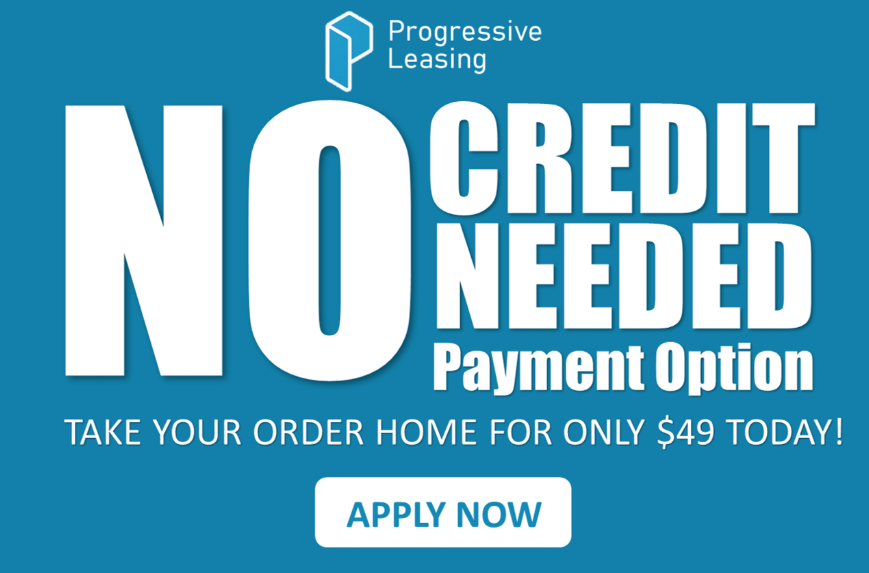 Progressive
Leasing
NO CREDIT
NEEDED
Payment Option
TAKE YOUR ORDER HOME FOR ONLY $49 TODAY!
APPLY NOW